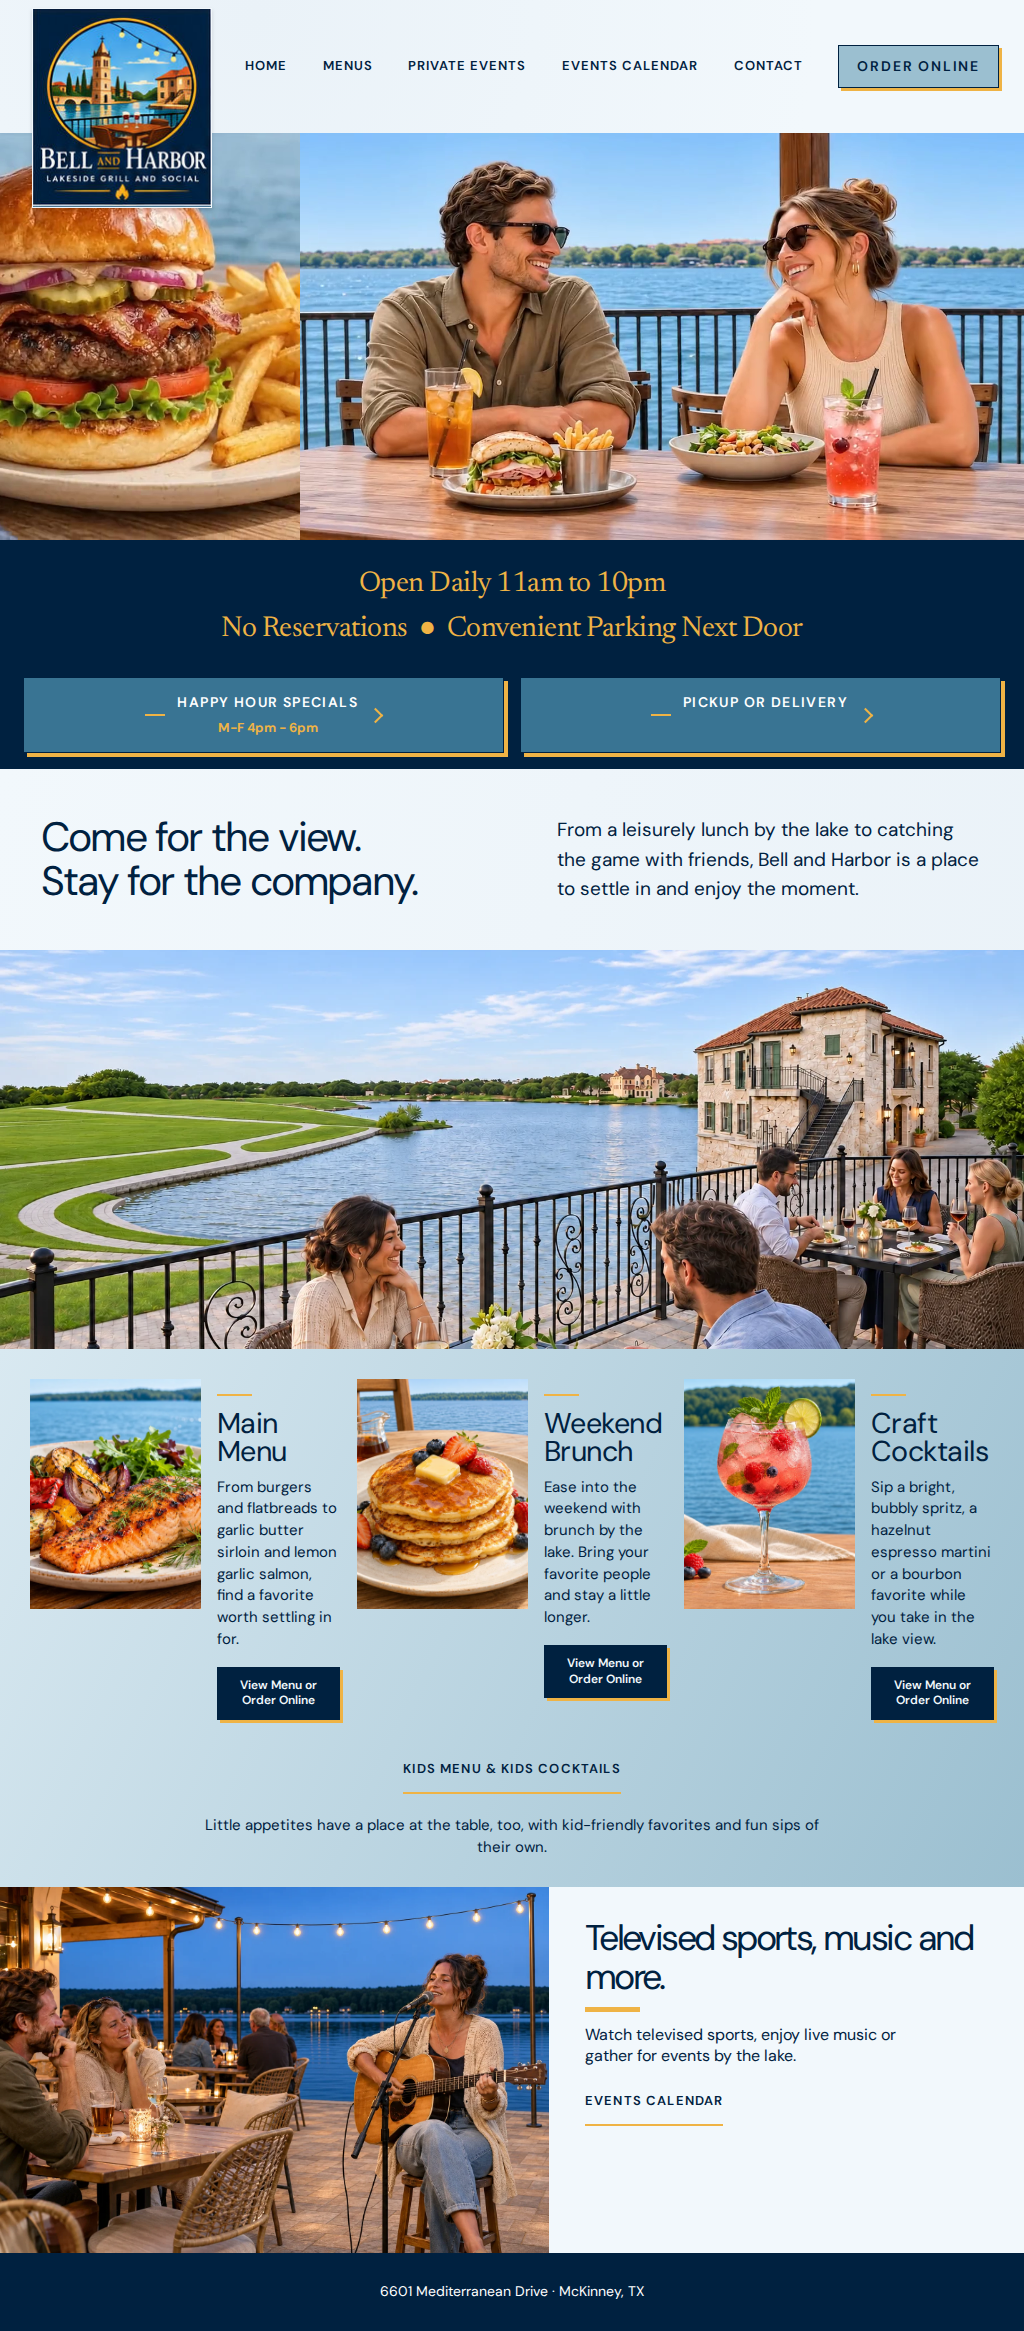 BELL AND HARBOR
LAKESIDE GRILL AND SOCIAL
HOME
MENUS
PRIVATE EVENTS
EVENTS CALENDAR
CONTACT
ORDER ONLINE
Open Daily 11am to 10pm
No Reservations ● Convenient Parking Next Door
HAPPY HOUR SPECIALS
M-F 4pm - 6pm
PICKUP OR DELIVERY
Come for the view.
Stay for the company.
From a leisurely lunch by the lake to catching
the game with friends, Bell and Harbor is a place
to settle in and enjoy the moment.
Main
Menu
From burgers
and flatbreads to
garlic butter
sirloin and lemon
garlic salmon,
find a favorite
worth settling in
for.
View Menu or
Order Online
Weekend
Brunch
Ease into the
weekend with
brunch by the
lake. Bring your
favorite people
and stay a little
longer.
View Menu or
Order Online
Craft
Cocktails
Sip a bright,
bubbly spritz, a
hazelnut
espresso martini
or a bourbon
favorite while
you take in the
lake view.
View Menu or
Order Online
KIDS MENU & KIDS COCKTAILS
Little appetites have a place at the table, too, with kid-friendly favorites and fun sips of
their own.
Televised sports, music and
more.
Watch televised sports, enjoy live music or
gather for events by the lake.
EVENTS CALENDAR
6601 Mediterranean Drive · McKinney, TX